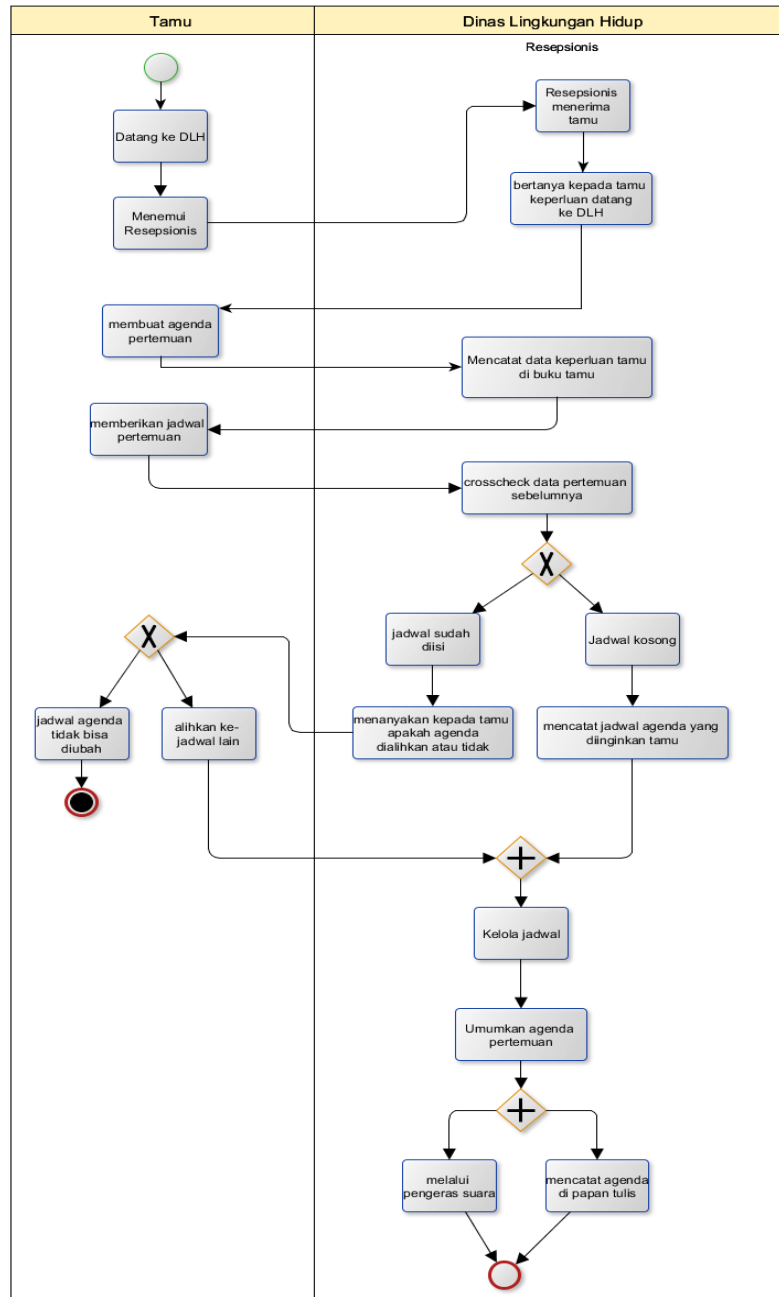 Tamu
Dinas Lingkungan Hidup
Resepsionis
Resepsionis
menerima
tamu
Datang ke DLH
bertanya kepada tamu
keperluan datang
ke DLH
Menemui
Resepsionis
membuat agenda
pertemuan
Mencatat data keperluan tamu
di buku tamu
memberikan jadwal
pertemuan
crosscheck data pertemuan
sebelumnya
X
jadwal sudah
diisi
Jadwal kosong
X
jadwal agenda
tidak bisa
diubah
alihkan ke-
jadwal lain
menanyakan kepada tamu
apakah agenda
dialihkan atau tidak
mencatat jadwal agenda yang
diinginkan tamu
Kelola jadwal
Umumkan agenda
pertemuan
melalui
pengeras suara
mencatat agenda
di papan tulis